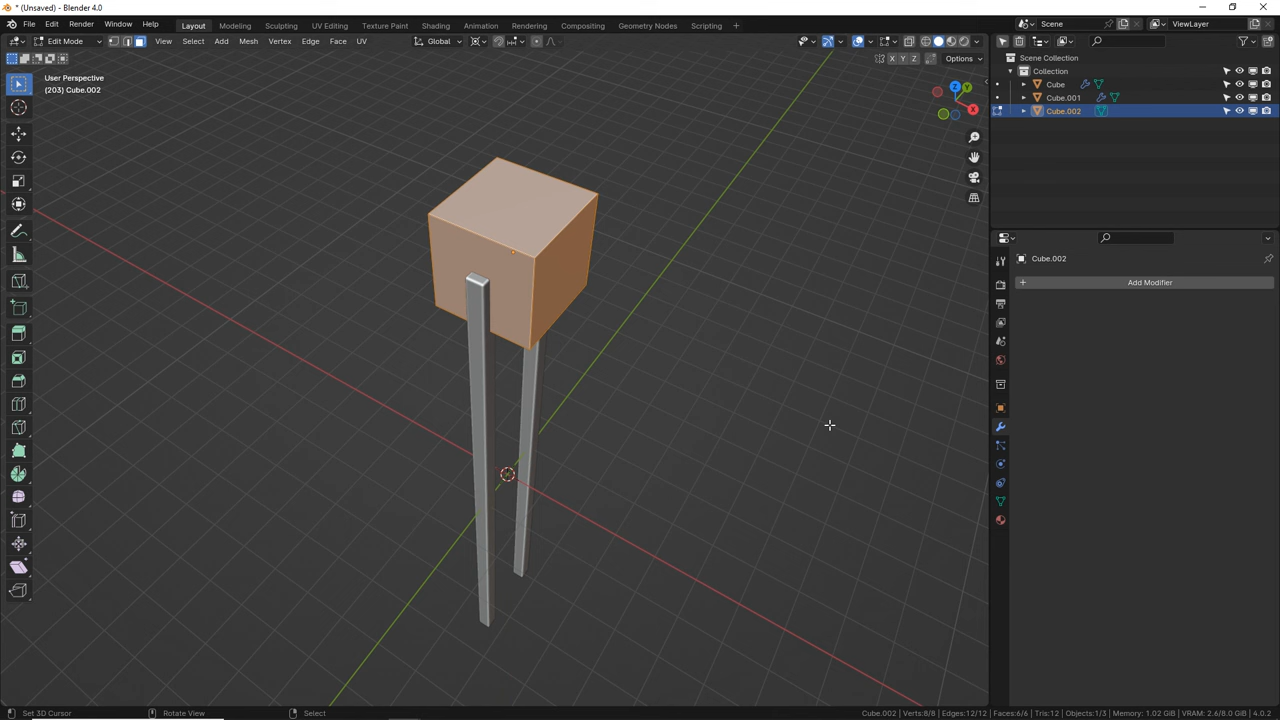 * (Unsaved) - Blender 4.0
File Edit Render Window Help Layout Modeling Sculpting UV Editing Texture Paint Shading Animation Rendering Compositing Geometry Nodes Scripting + Scene ViewLayer
Edit Mode View Select Add Mesh Vertex Edge Face UV Global
X Y Z Options
User Perspective
(203) Cube.002
Z Y X
Scene Collection
Collection
Cube
Cube.001
Cube.002
Cube.002
+ Add Modifier
Set 3D Cursor Rotate View Select Cube.002 | Verts:8/8 | Edges:12/12 | Faces:6/6 | Tris:12 | Objects:1/3 | Memory: 1.02 GiB | VRAM: 2.6/8.0 GiB | 4.0.2